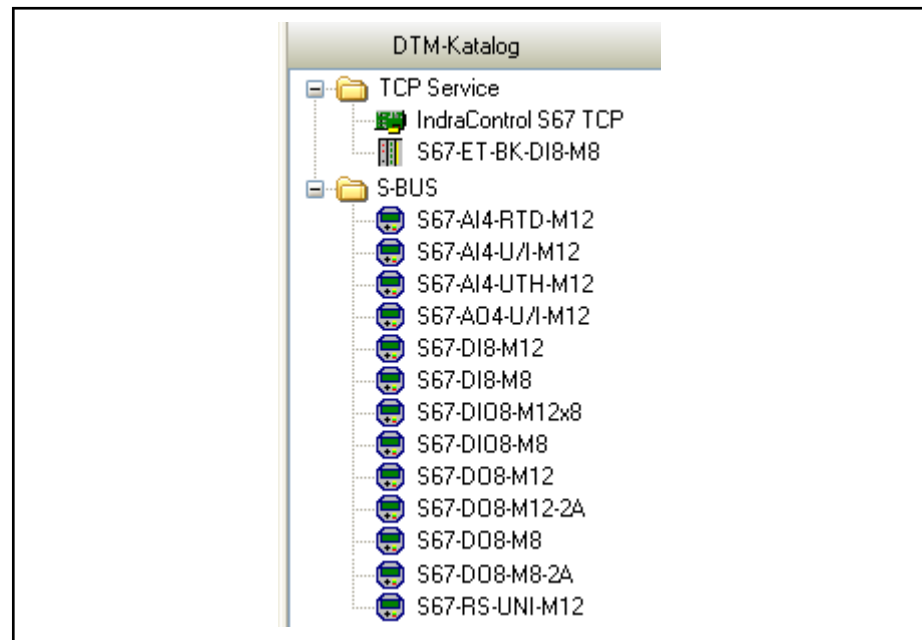 DTM-Katalog
TCP Service
IndraControl S67 TCP
S67-ET-BK-DI8-M8
S-BUS
S67-AI4-RTD-M12
S67-AI4-U/I-M12
S67-AI4-UTH-M12
S67-AO4-U/I-M12
S67-DI8-M12
S67-DI8-M8
S67-DIO8-M12x8
S67-DIO8-M8
S67-DO8-M12
S67-DO8-M12-2A
S67-DO8-M8
S67-DO8-M8-2A
S67-RS-UNI-M12